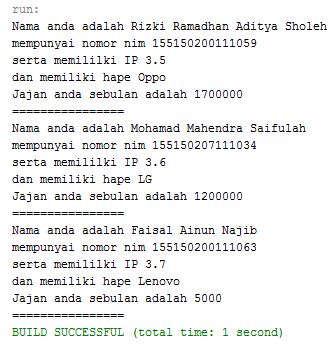 run:
Nama anda adalah Rizki Ramadhan Aditya Sholeh
mempunyai nomor nim 155150200111059
serta memililki IP 3.5
dan memiliki hape Oppo
Jajan anda sebulan adalah 1700000
================
Nama anda adalah Mohamad Mahendra Saifulah
mempunyai nomor nim 155150207111034
serta memililki IP 3.6
dan memiliki hape LG
Jajan anda sebulan adalah 1200000
================
Nama anda adalah Faisal Ainun Najib
mempunyai nomor nim 155150200111063
serta memililki IP 3.7
dan memiliki hape Lenovo
Jajan anda sebulan adalah 5000
================
BUILD SUCCESSFUL (total time: 1 second)